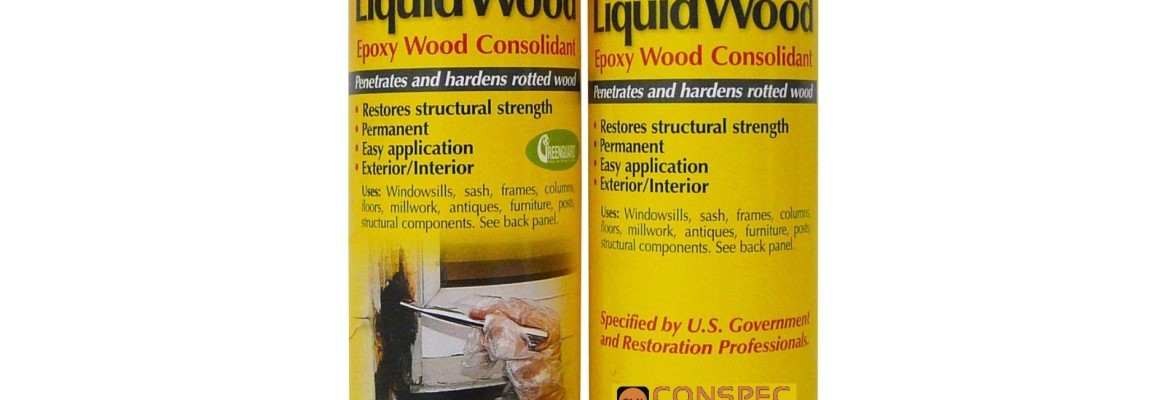 LiquidWood
Epoxy Wood Consolidant
Penetrates and hardens rotted wood
• Restores structural strength
• Permanent
• Easy application
• Exterior/Interior
GREENGUARD
Uses: Windowsills, sash, frames, columns,
floors, millwork, antiques, furniture, posts,
structural components. See back panel.
LiquidWood
Epoxy Wood Consolidant
Penetrates and hardens rotted wood
• Restores structural strength
• Permanent
• Easy application
• Exterior/Interior
Uses: Windowsills, sash, frames, columns,
floors, millwork, antiques, furniture, posts,
structural components. See back panel.
Specified by U.S. Government
and Restoration Professionals.
CONSPEC